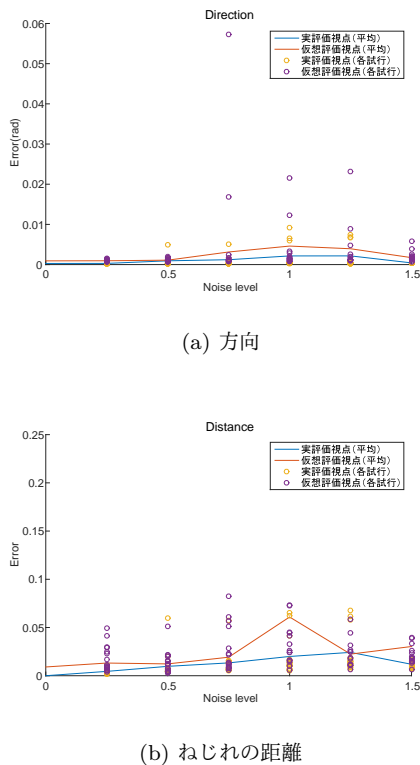 Direction
0.06
0.05
0.04
0.03
0.02
0.01
0
Error(rad)
実評価視点(平均)
仮想評価視点(平均)
実評価視点(各試行)
仮想評価視点(各試行)
0 0.5 1 1.5
Noise level
(a) 方向
Distance
0.25
0.2
0.15
0.1
0.05
0
Error
実評価視点(平均)
仮想評価視点(平均)
実評価視点(各試行)
仮想評価視点(各試行)
0 0.5 1 1.5
Noise level
(b) ねじれの距離